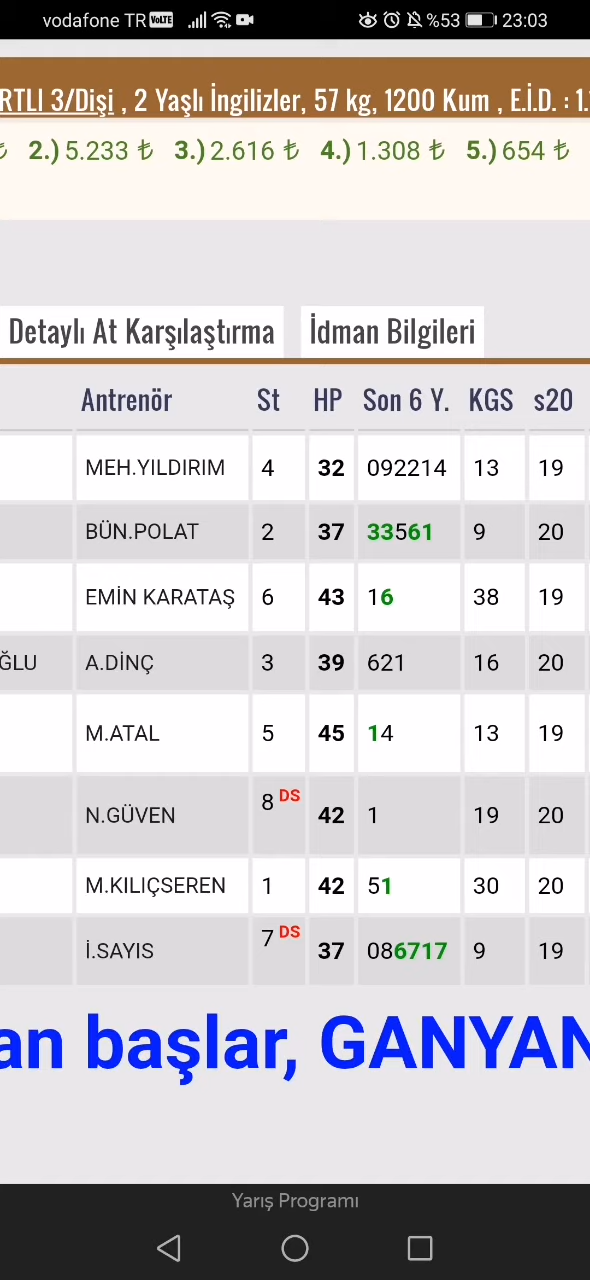 vodafone TR VoLTE %53 23:03
RTLI 3/Dişi , 2 Yaşlı İngilizler, 57 kg, 1200 Kum , E.İ.D. : 1.
₺ 2.) 5.233 ₺ 3.) 2.616 ₺ 4.) 1.308 ₺ 5.) 654 ₺
Detaylı At Karşılaştırma İdman Bilgileri
Antrenör St HP Son 6 Y. KGS s20
MEH.YILDIRIM 4 32 092214 13 19
BÜN.POLAT 2 37 33561 9 20
EMİN KARATAŞ 6 43 16 38 19
ĞLU A.DİNÇ 3 39 621 16 20
M.ATAL 5 45 14 13 19
N.GÜVEN 8 DS 42 1 19 20
M.KILIÇSEREN 1 42 51 30 20
İ.SAYIS 7 DS 37 086717 9 19
an başlar, GANYAN
Yarış Programı